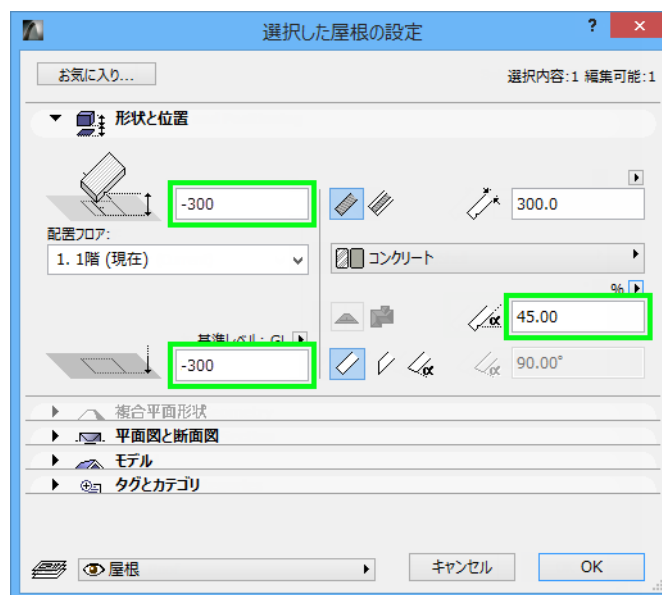 選択した屋根の設定
? ×
お気に入り...
選択内容:1 編集可能:1
形状と位置
-300
300.0
配置フロア:
1. 1階 (現在)
コンクリート
%
α
45.00
基準レベル: GL
-300
α
α
90.00°
複合平面形状
平面図と断面図
モデル
タグとカテゴリ
屋根
キャンセル
OK